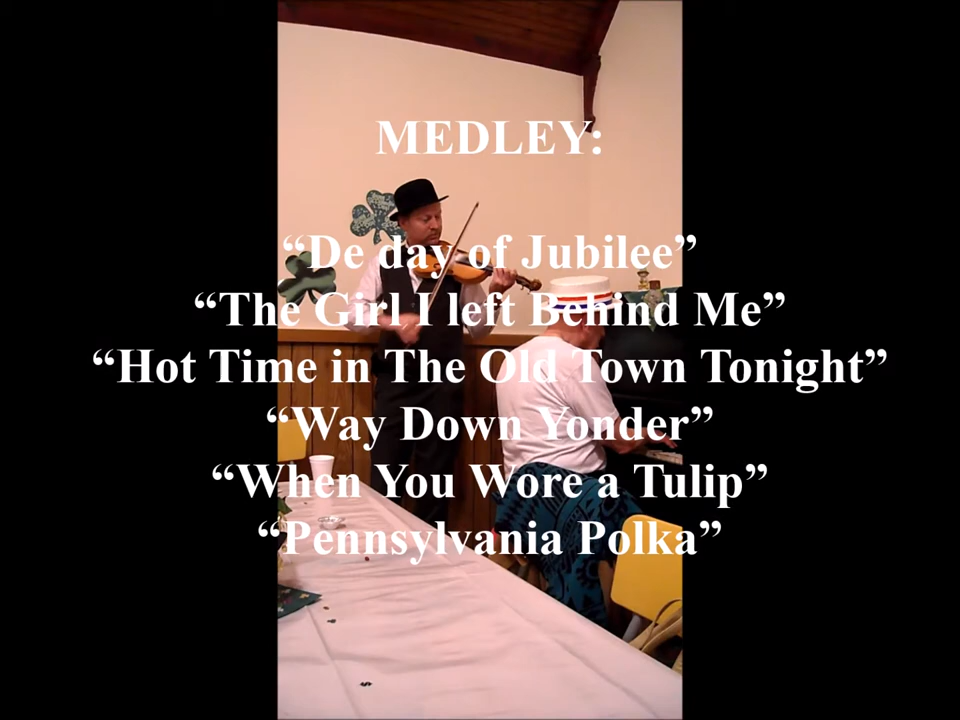 MEDLEY:
“De day of Jubilee”
“The Girl I left Behind Me”
“Hot Time in The Old Town Tonight”
“Way Down Yonder”
“When You Wore a Tulip”
“Pennsylvania Polka”